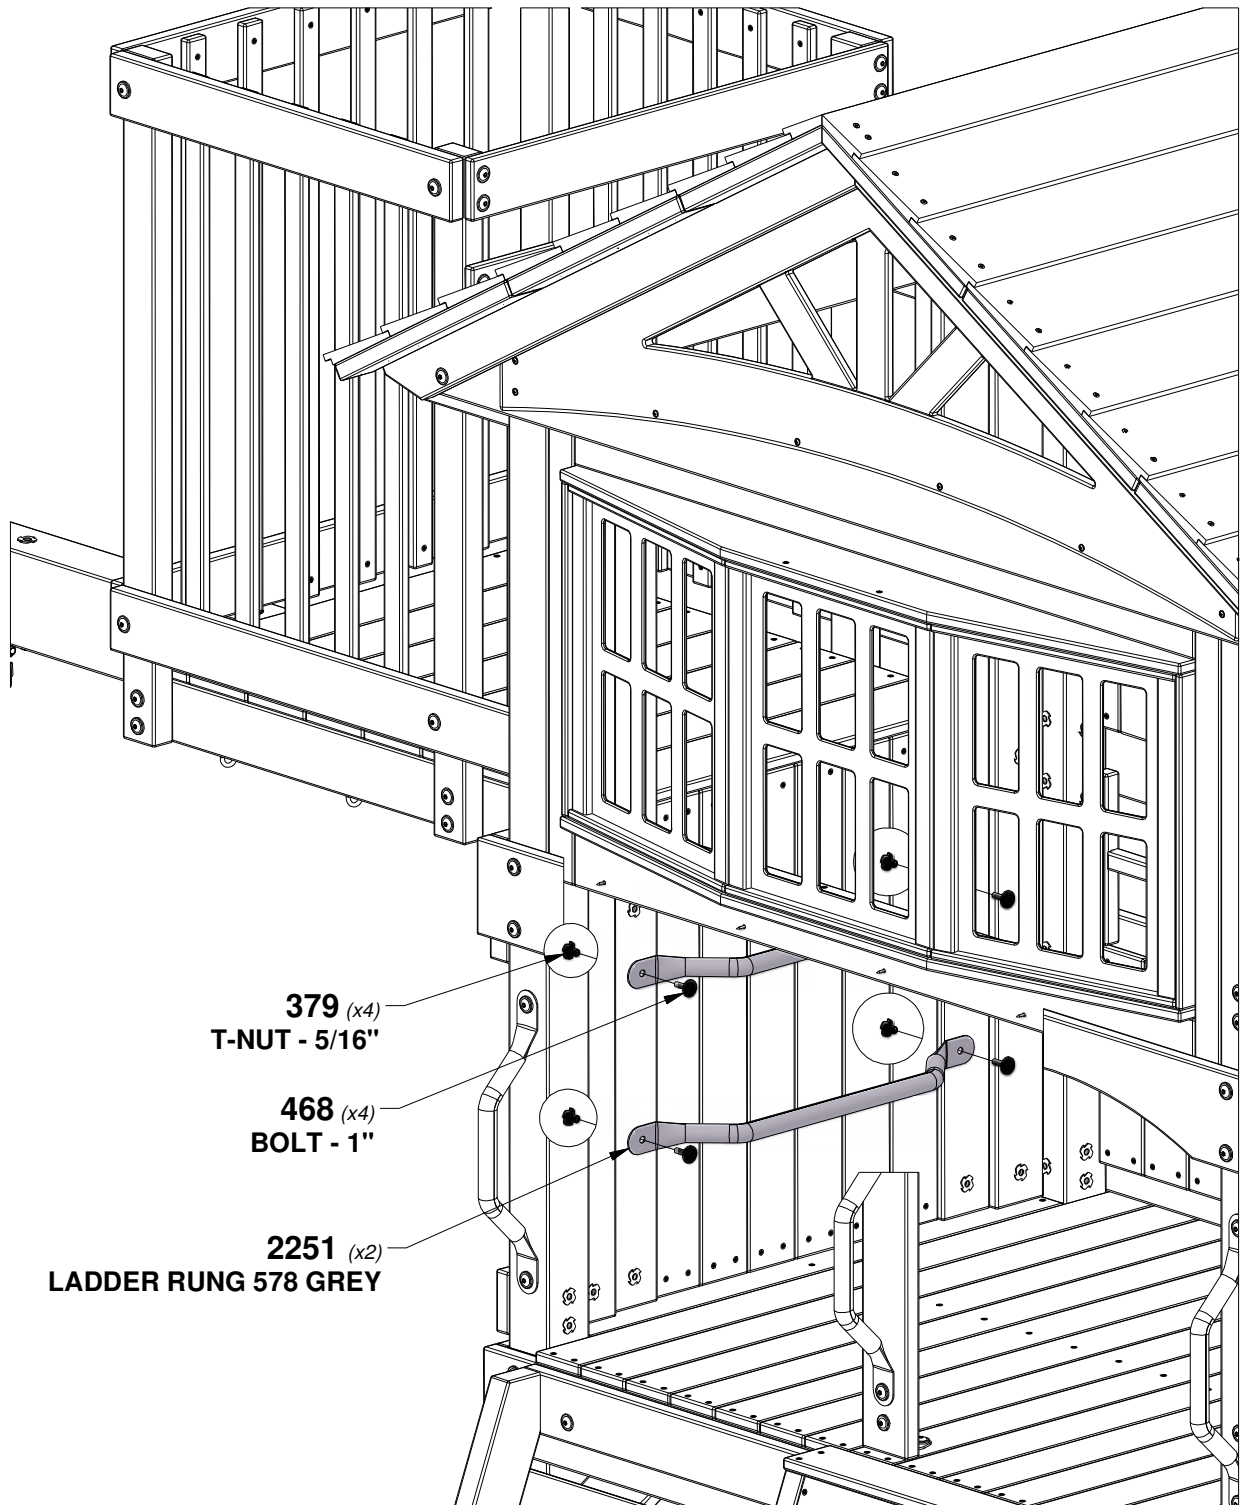 379 (x4)
T-NUT - 5/16"
468 (x4)
BOLT - 1"
2251 (x2)
LADDER RUNG 578 GREY